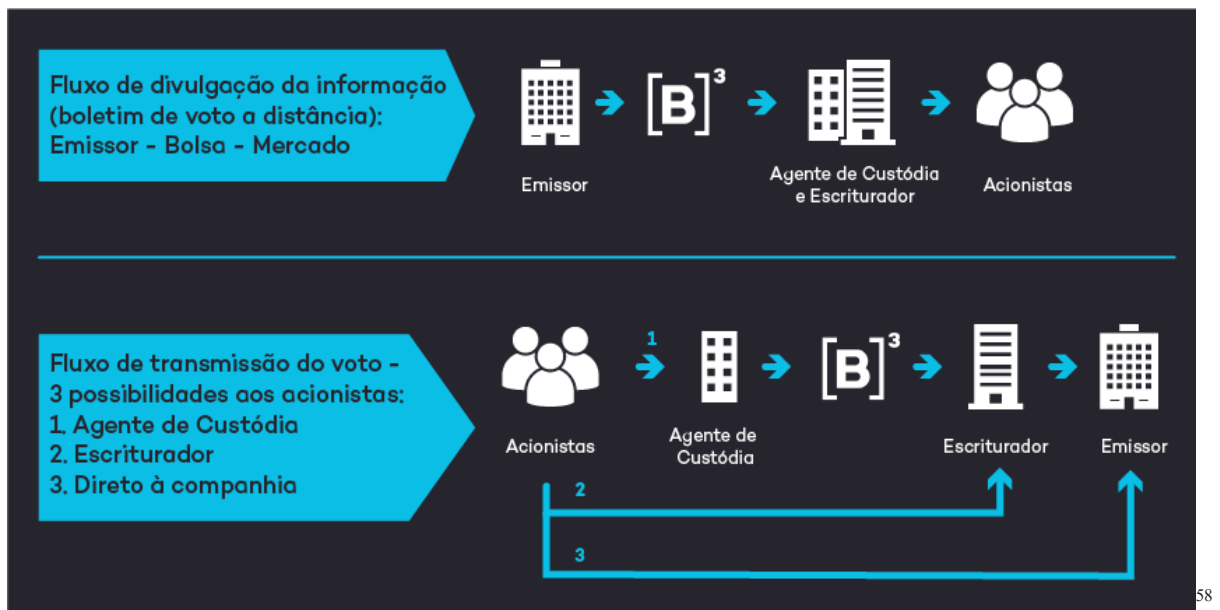 Fluxo de divulgação da informação
(boletim de voto a distância):
Emissor - Bolsa - Mercado
[B]³
Emissor
Agente de Custódia
e Escriturador
Acionistas
Fluxo de transmissão do voto -
3 possibilidades aos acionistas:
1. Agente de Custódia
2. Escriturador
3. Direto à companhia
1
[B]³
Acionistas
Agente de
Custódia
Escriturador
Emissor
2
3
58